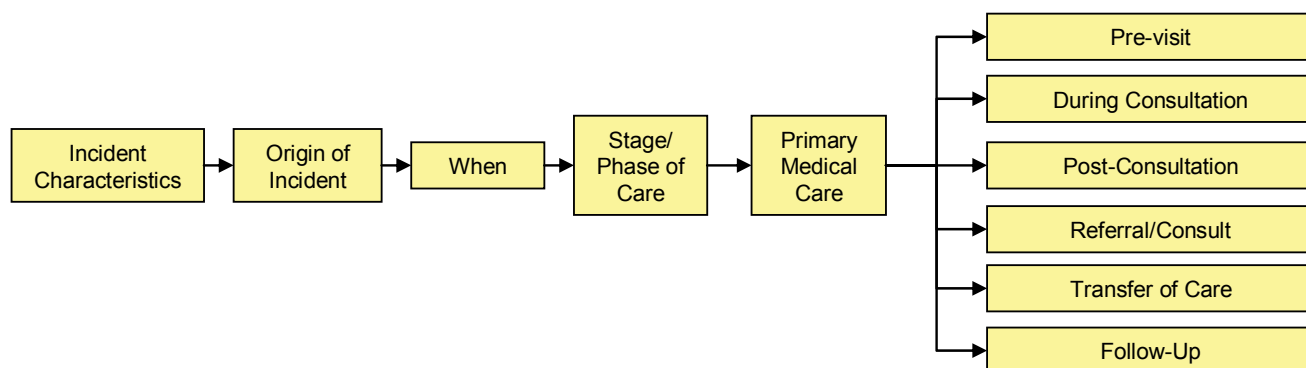 Incident
Characteristics
Origin of
Incident
When
Stage/
Phase of
Care
Primary
Medical
Care
Pre-visit
During Consultation
Post-Consultation
Referral/Consult
Transfer of Care
Follow-Up